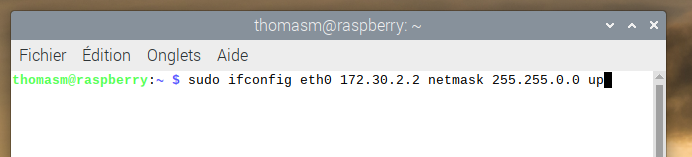 thomasm@raspberry: ~
Fichier Édition Onglets Aide
thomasm@raspberry:~ $ sudo ifconfig eth0 172.30.2.2 netmask 255.255.0.0 up